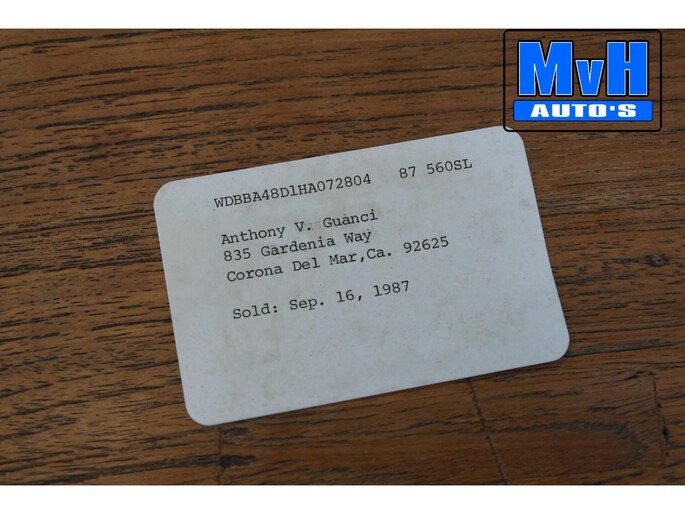 MvH
AUTO'S
WDBBA48D1HA072804 87 560SL
Anthony V. Guanci
835 Gardenia Way
Corona Del Mar,Ca. 92625
Sold: Sep. 16, 1987